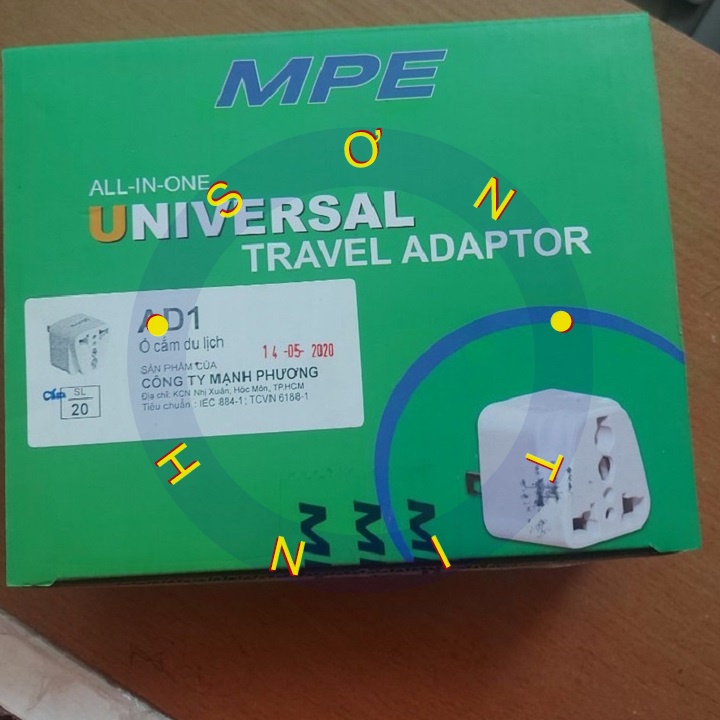 MPE
ALL-IN-ONE
UNIVERSAL
TRAVEL ADAPTOR
AD1
Ổ cắm du lịch
14-05-2020
SẢN PHẨM CỦA
CÔNG TY MẠNH PHƯƠNG
Địa chỉ: KCN Nhị Xuân, Hóc Môn, TP.HCM
Tiêu chuẩn : IEC 884-1; TCVN 6188-1
SL
20
SƠN
TINH